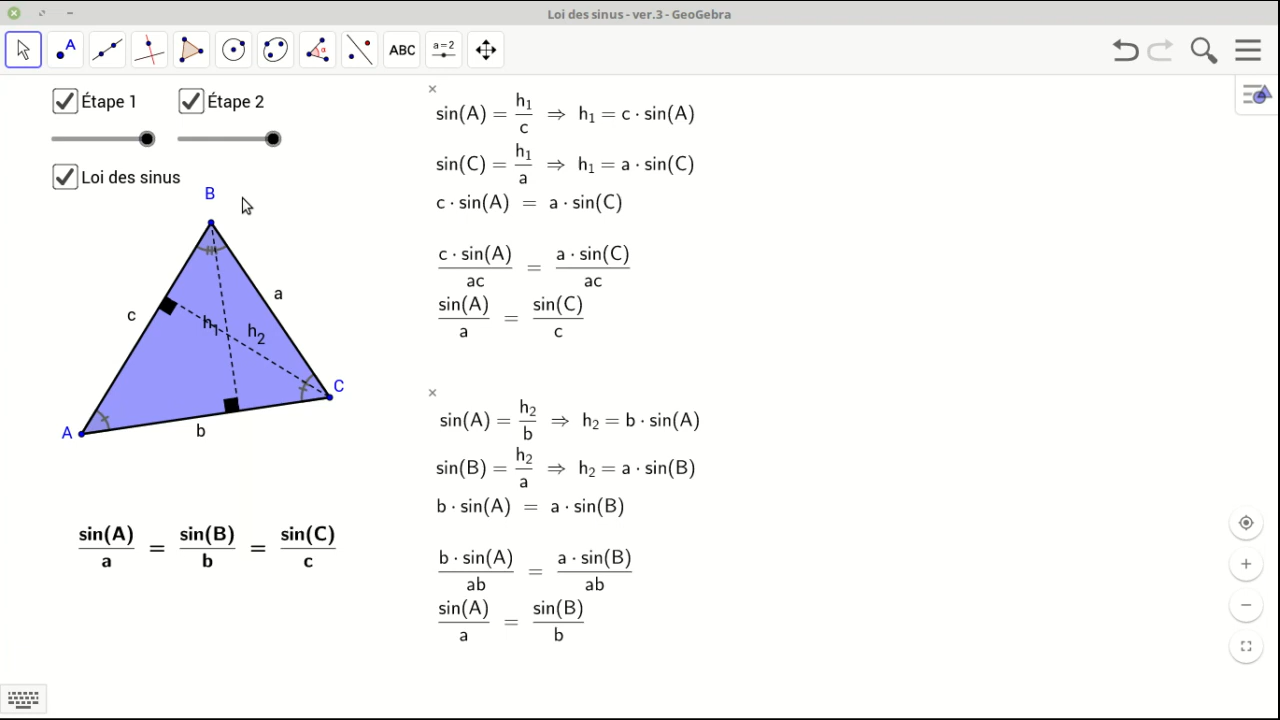 Loi des sinus - ver.3 - GeoGebra
A α ABC a=2
Étape 1 Étape 2
Loi des sinus
B
c a
h₁ h₂
C
A b
sin(A)/a = sin(B)/b = sin(C)/c
sin(A) = h₁/c ⇒ h₁ = c · sin(A)
sin(C) = h₁/a ⇒ h₁ = a · sin(C)
c · sin(A) = a · sin(C)
c · sin(A)/ac = a · sin(C)/ac
sin(A)/a = sin(C)/c
sin(A) = h₂/b ⇒ h₂ = b · sin(A)
sin(B) = h₂/a ⇒ h₂ = a · sin(B)
b · sin(A) = a · sin(B)
b · sin(A)/ab = a · sin(B)/ab
sin(A)/a = sin(B)/b